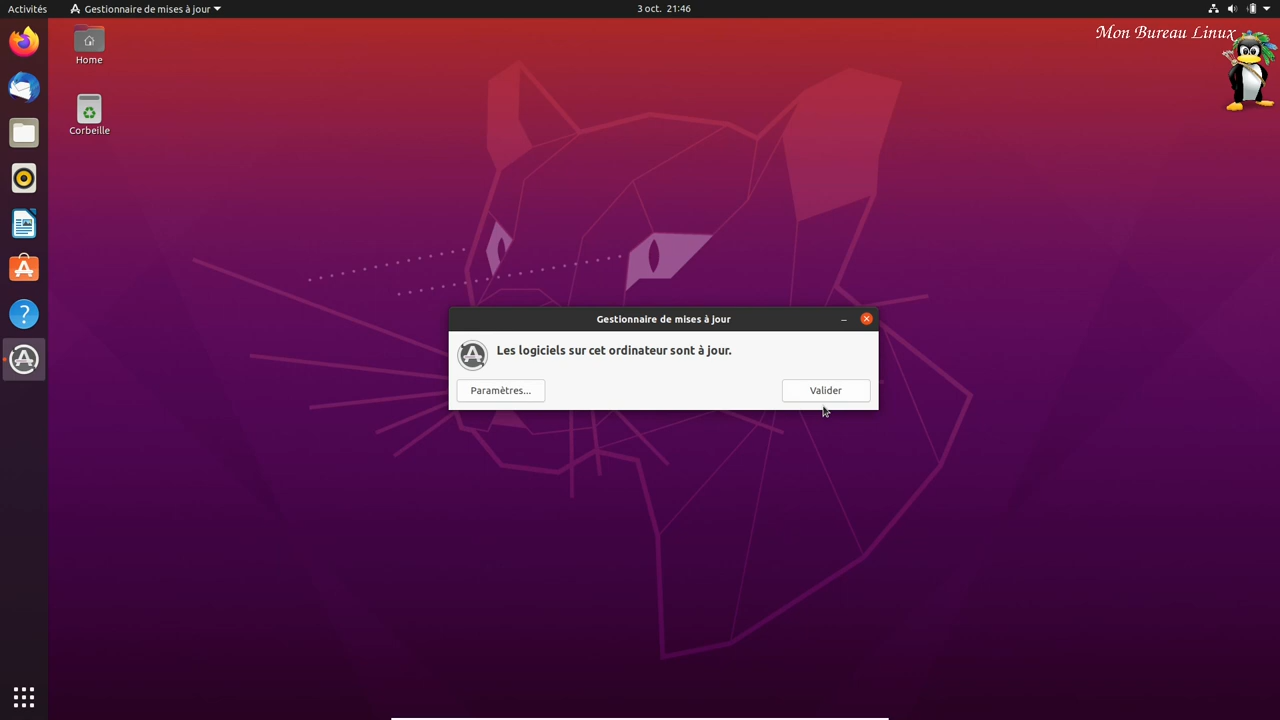 Activités
Gestionnaire de mises à jour
3 oct. 21:46
Mon Bureau Linux
Home
Corbeille
Gestionnaire de mises à jour
Les logiciels sur cet ordinateur sont à jour.
Paramètres...
Valider